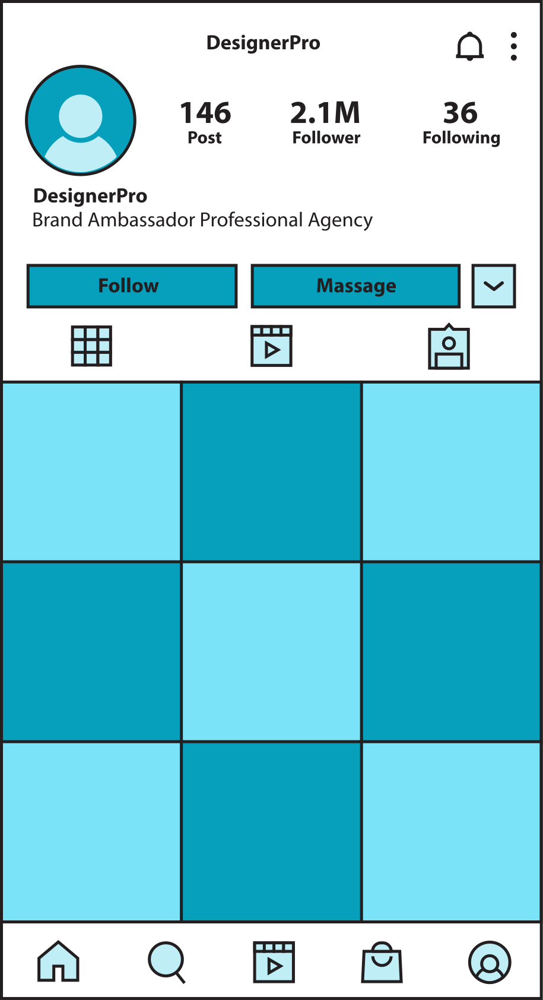 DesignerPro
146 2.1M 36
Post Follower Following
DesignerPro
Brand Ambassador Professional Agency
Follow Massage